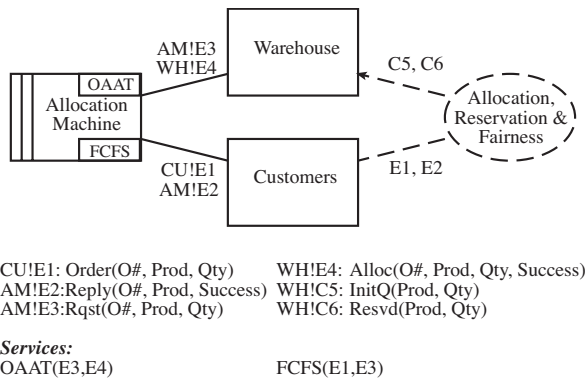 Warehouse
AM!E3
WH!E4
C5, C6
OAAT
Allocation
Machine
FCFS
Allocation,
Reservation &
Fairness
CU!E1
AM!E2
Customers
E1, E2
CU!E1: Order(O#, Prod, Qty)
WH!E4: Alloc(O#, Prod, Qty, Success)
AM!E2:Reply(O#, Prod, Success)
WH!C5: InitQ(Prod, Qty)
AM!E3:Rqst(O#, Prod, Qty)
WH!C6: Resvd(Prod, Qty)
Services:
OAAT(E3,E4)
FCFS(E1,E3)